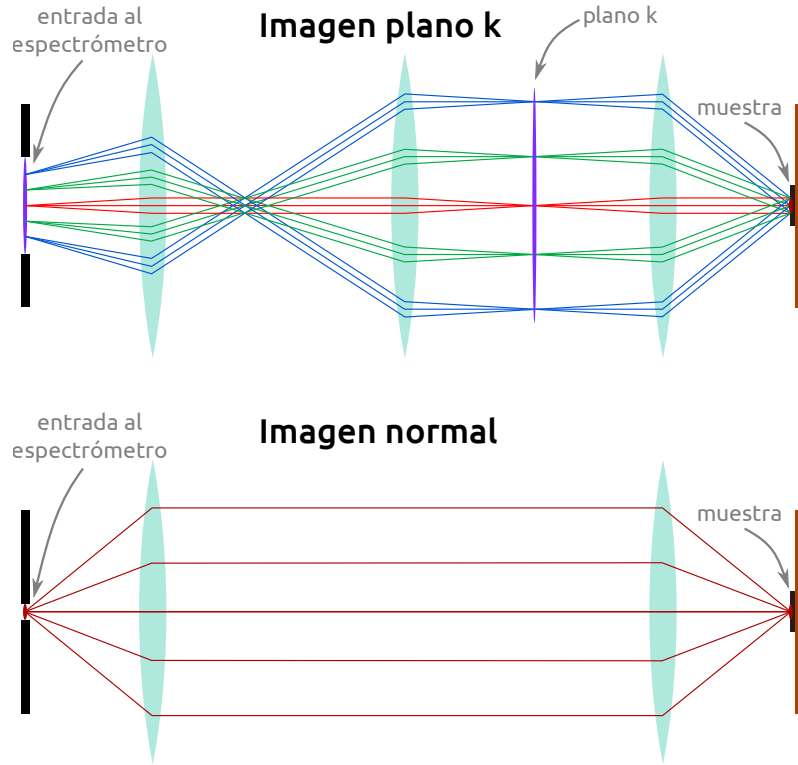 entrada al
espectrómetro
Imagen plano k
plano k
muestra
entrada al
espectrómetro
Imagen normal
muestra